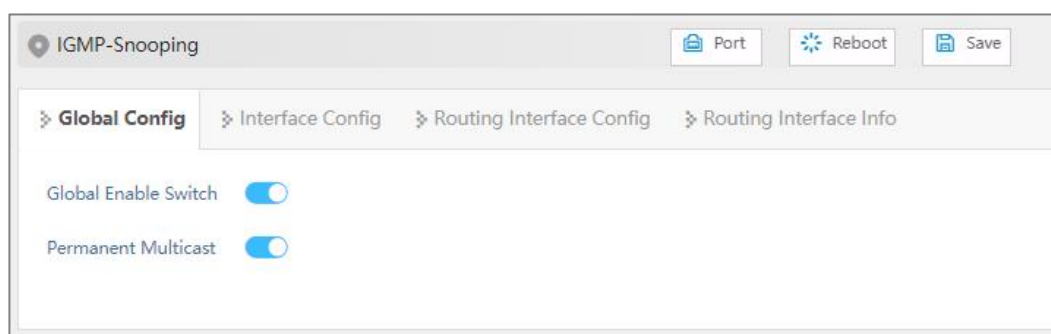 IGMP-Snooping Port Reboot Save
Global Config Interface Config Routing Interface Config Routing Interface Info
Global Enable Switch
Permanent Multicast